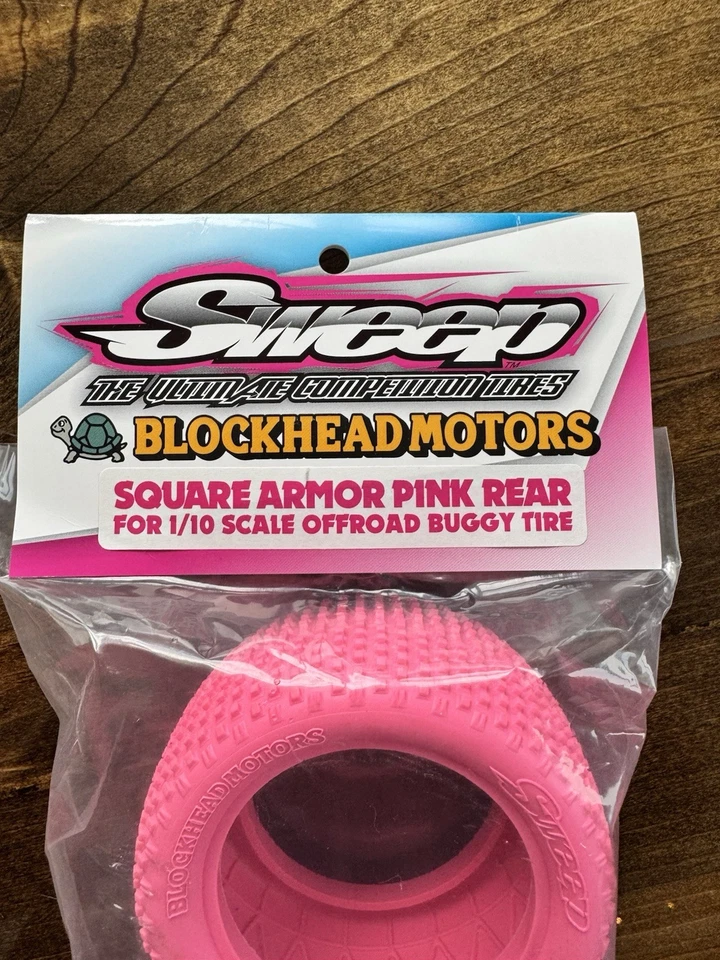 Sweep
TM
THE ULTIMATE COMPETITION TIRES
BLOCKHEAD MOTORS
SQUARE ARMOR PINK REAR
FOR 1/10 SCALE OFFROAD BUGGY TIRE
BLOCKHEAD MOTORS
Sweep